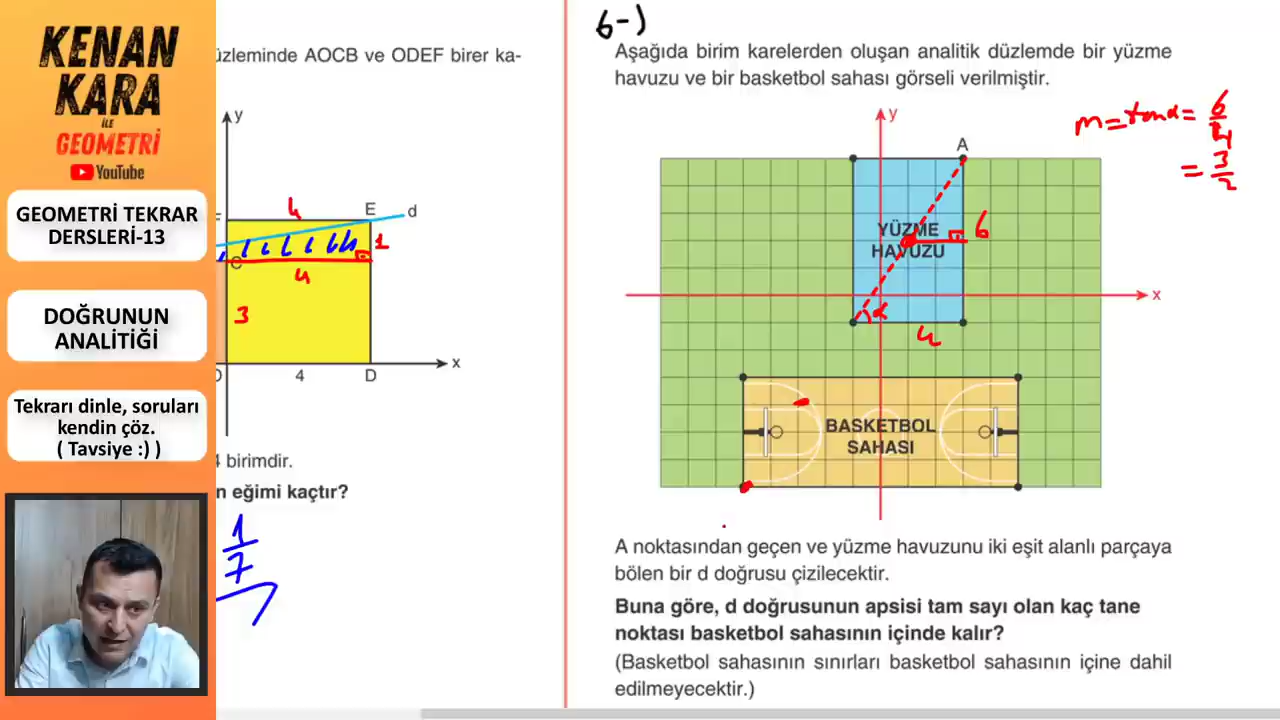 KENAN
KARA
İLE
GEOMETRİ
YouTube
GEOMETRİ TEKRAR
DERSLERİ-13
DOĞRUNUN
ANALİTİĞİ
Tekrarı dinle, soruları
kendin çöz.
( Tavsiye :) )
üzleminde AOCB ve ODEF birer ka-
y
4
E
d
1
C
4
3
4
D
x
4 birimdir.
n eğimi kaçtır?
1
7
6-)
Aşağıda birim karelerden oluşan analitik düzlemde bir yüzme
havuzu ve bir basketbol sahası görseli verilmiştir.
m = tanα = 6
4
= 3
2
y
A
YÜZME
HAVUZU
6
x
α
4
BASKETBOL
SAHASI
A noktasından geçen ve yüzme havuzunu iki eşit alanlı parçaya
bölen bir d doğrusu çizilecektir.
Buna göre, d doğrusunun apsisi tam sayı olan kaç tane
noktası basketbol sahasının içinde kalır?
(Basketbol sahasının sınırları basketbol sahasının içine dahil
edilmeyecektir.)